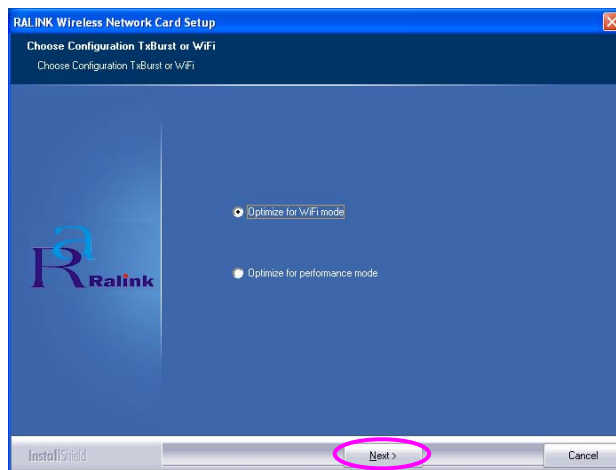 RALINK Wireless Network Card Setup
Choose Configuration TxBurst or WiFi
Choose Configuration TxBurst or WiFi
Optimize for WiFi mode
Optimize for performance mode
Ralink
InstallShield
Next >
Cancel